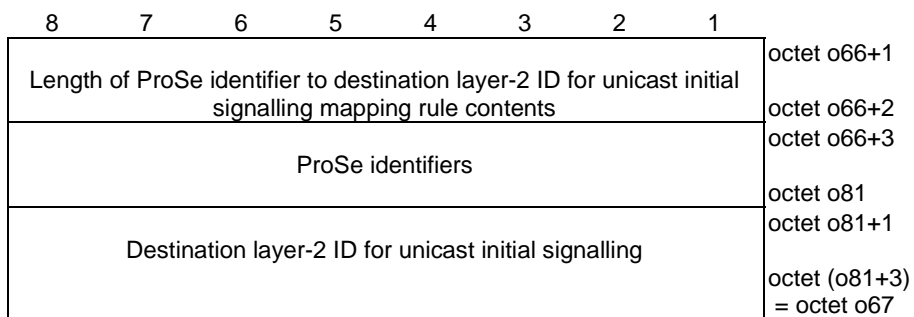 8 7 6 5 4 3 2 1
octet o66+1
Length of ProSe identifier to destination layer-2 ID for unicast initial
signalling mapping rule contents
octet o66+2
octet o66+3
ProSe identifiers
octet o81
octet o81+1
Destination layer-2 ID for unicast initial signalling
octet (o81+3)
= octet o67